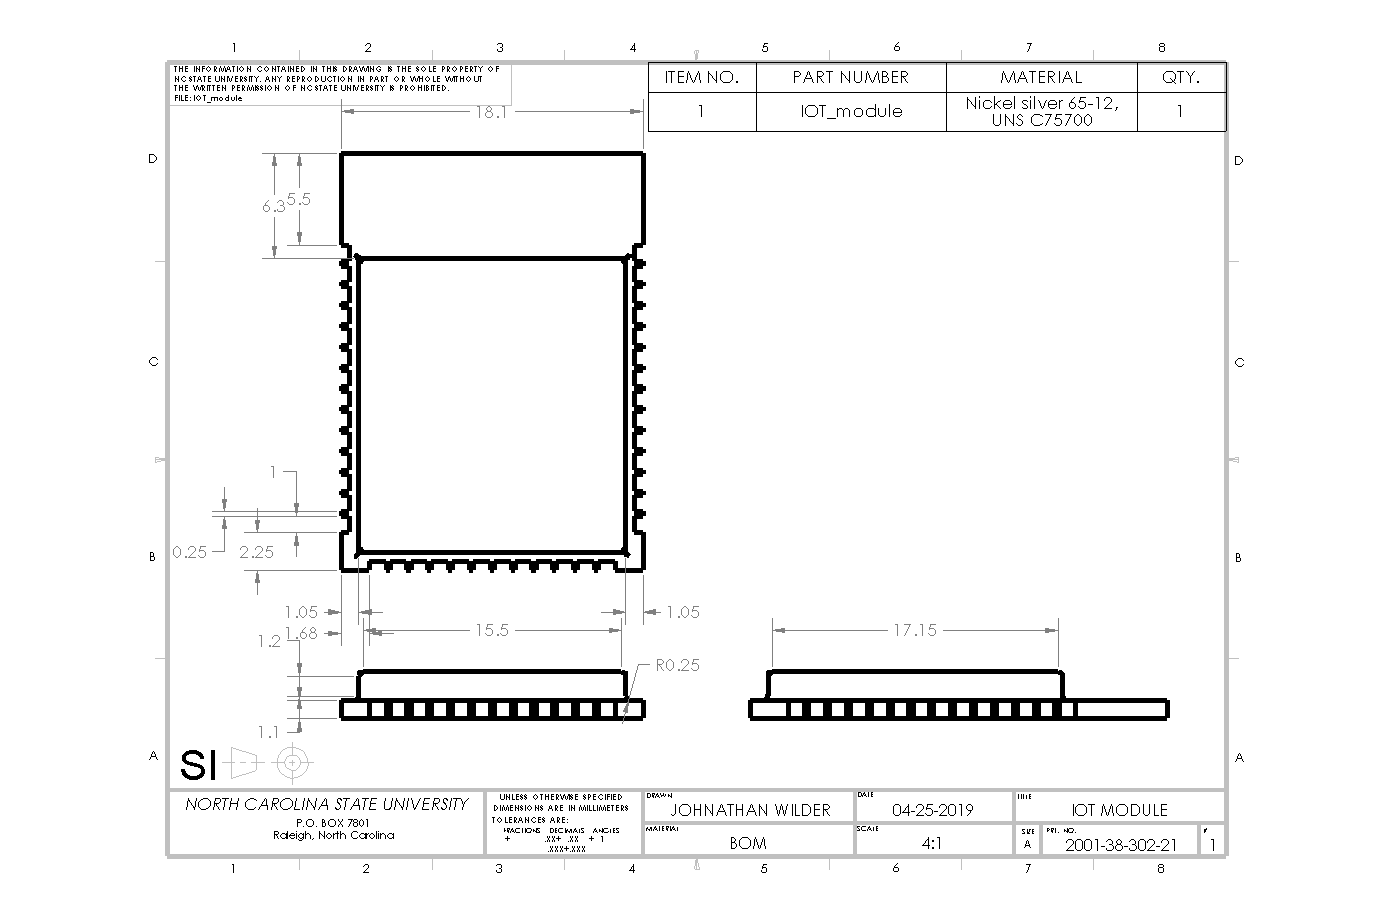 1 2 3 4 5 6 7 8
THE INFORMATION CONTAINED IN THIS DRAWING IS THE SOLE PROPERTY OF
NC STATE UNIVERSITY. ANY REPRODUCTION IN PART OR WHOLE WITHOUT
THE WRITTEN PERMISSION OF NC STATE UNIVERSITY IS PROHIBITED.
FILE: IOT_module
ITEM NO. PART NUMBER MATERIAL QTY.
1 IOT_module Nickel silver 65-12, UNS C75700 1
18.1
D D
6.3 5.5
C C
1
0.25 2.25
B B
1.05 1.05
1.68
1.2
15.5
17.15
R0.25
1.1
A A
SI
NORTH CAROLINA STATE UNIVERSITY
P.O. BOX 7801
Raleigh, North Carolina
UNLESS OTHERWISE SPECIFIED
DIMENSIONS ARE IN MILLIMETERS
TOLERANCES ARE:
FRACTIONS DECIMALS ANGLES
+ .XX+ .XX + 1
.XXX+.XXX
DRAWN
JOHNATHAN WILDER
DATE
04-25-2019
TITLE
IOT MODULE
MATERIAL
BOM
SCALE
4:1
SIZE
A
PRT. NO.
2001-38-302-21
#
1
1 2 3 4 5 6 7 8